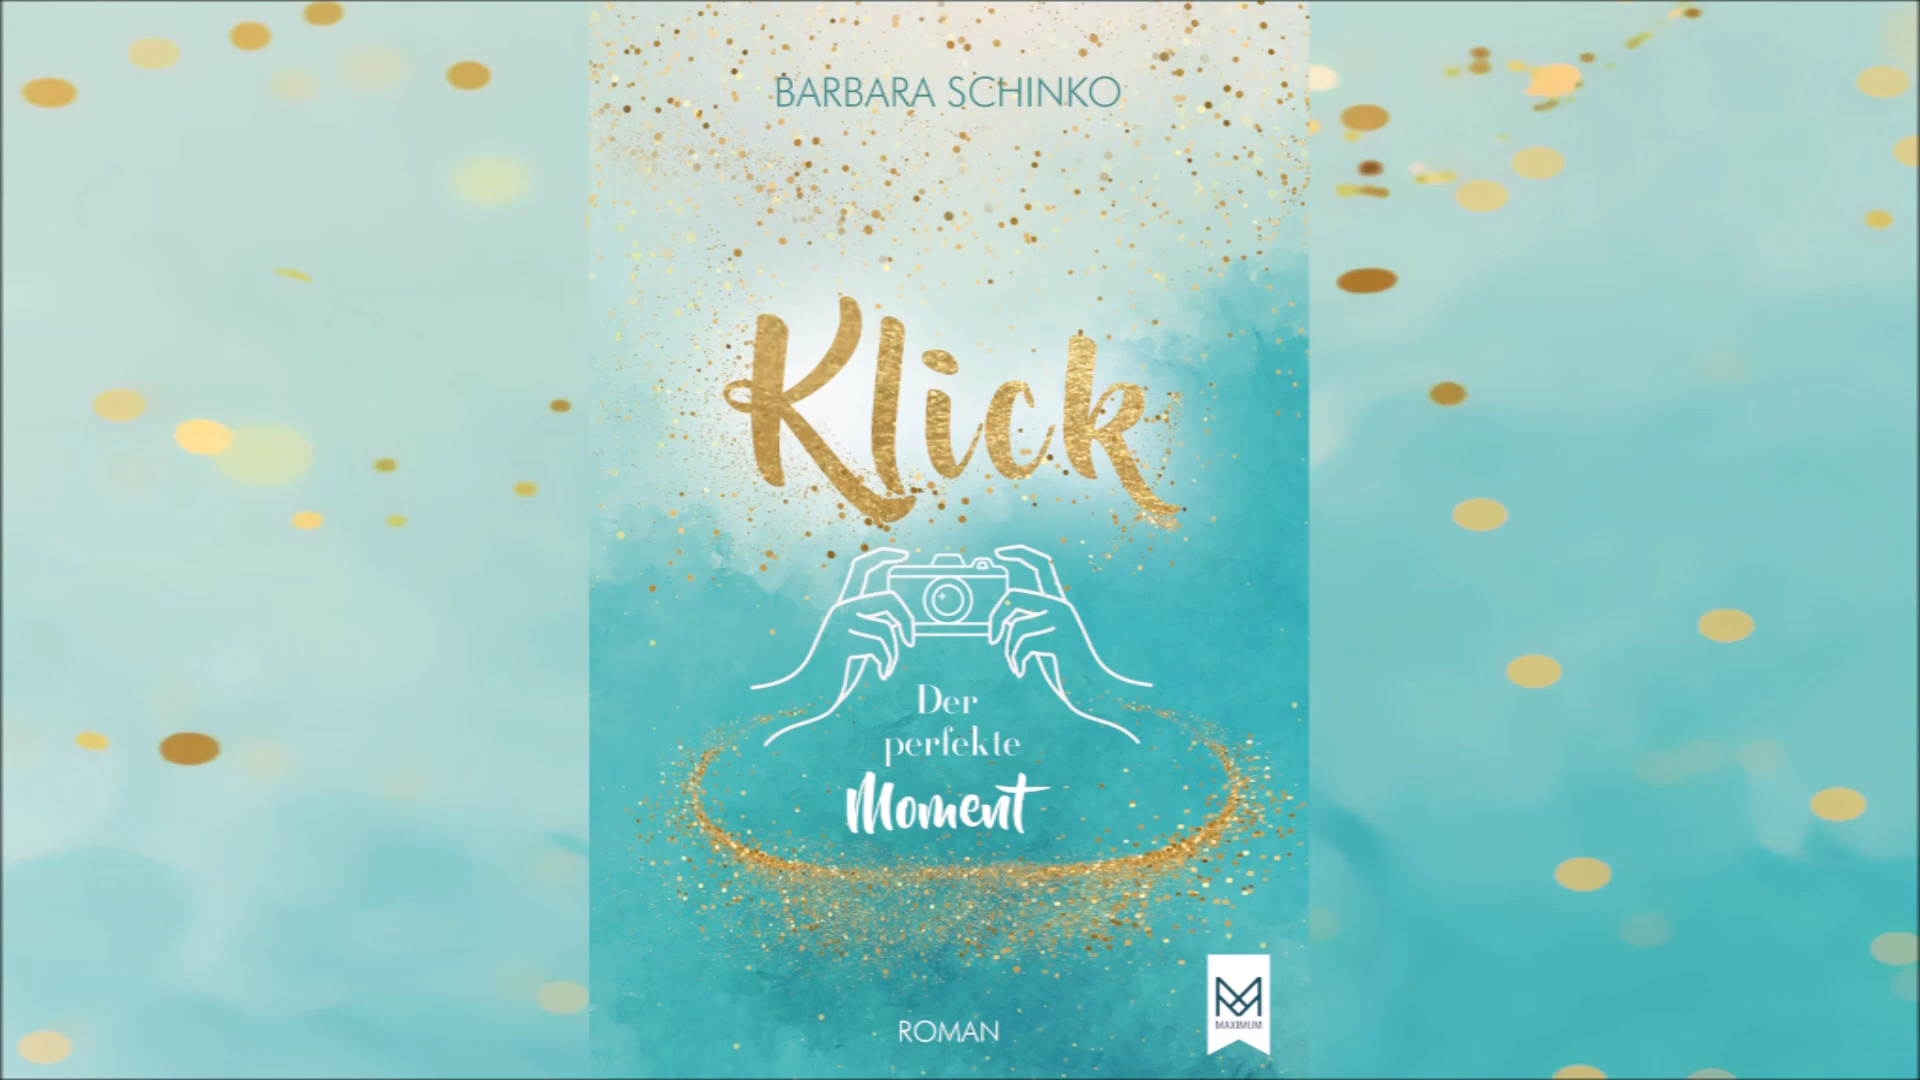 BARBARA SCHINKO
Klick
Der
perfekte
Moment
ROMAN
MAXIMUM